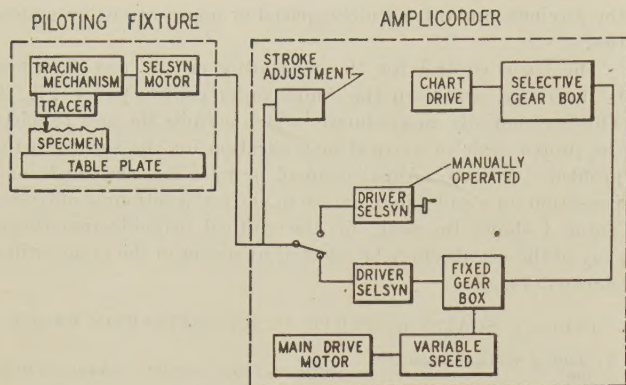 PILOTING FIXTURE
TRACING
MECHANISM
SELSYN
MOTOR
TRACER
SPECIMEN
TABLE PLATE
AMPLICORDER
STROKE
ADJUSTMENT
CHART
DRIVE
SELECTIVE
GEAR BOX
MANUALLY
OPERATED
DRIVER
SELSYN
DRIVER
SELSYN
FIXED
GEAR
BOX
MAIN DRIVE
MOTOR
VARIABLE
SPEED